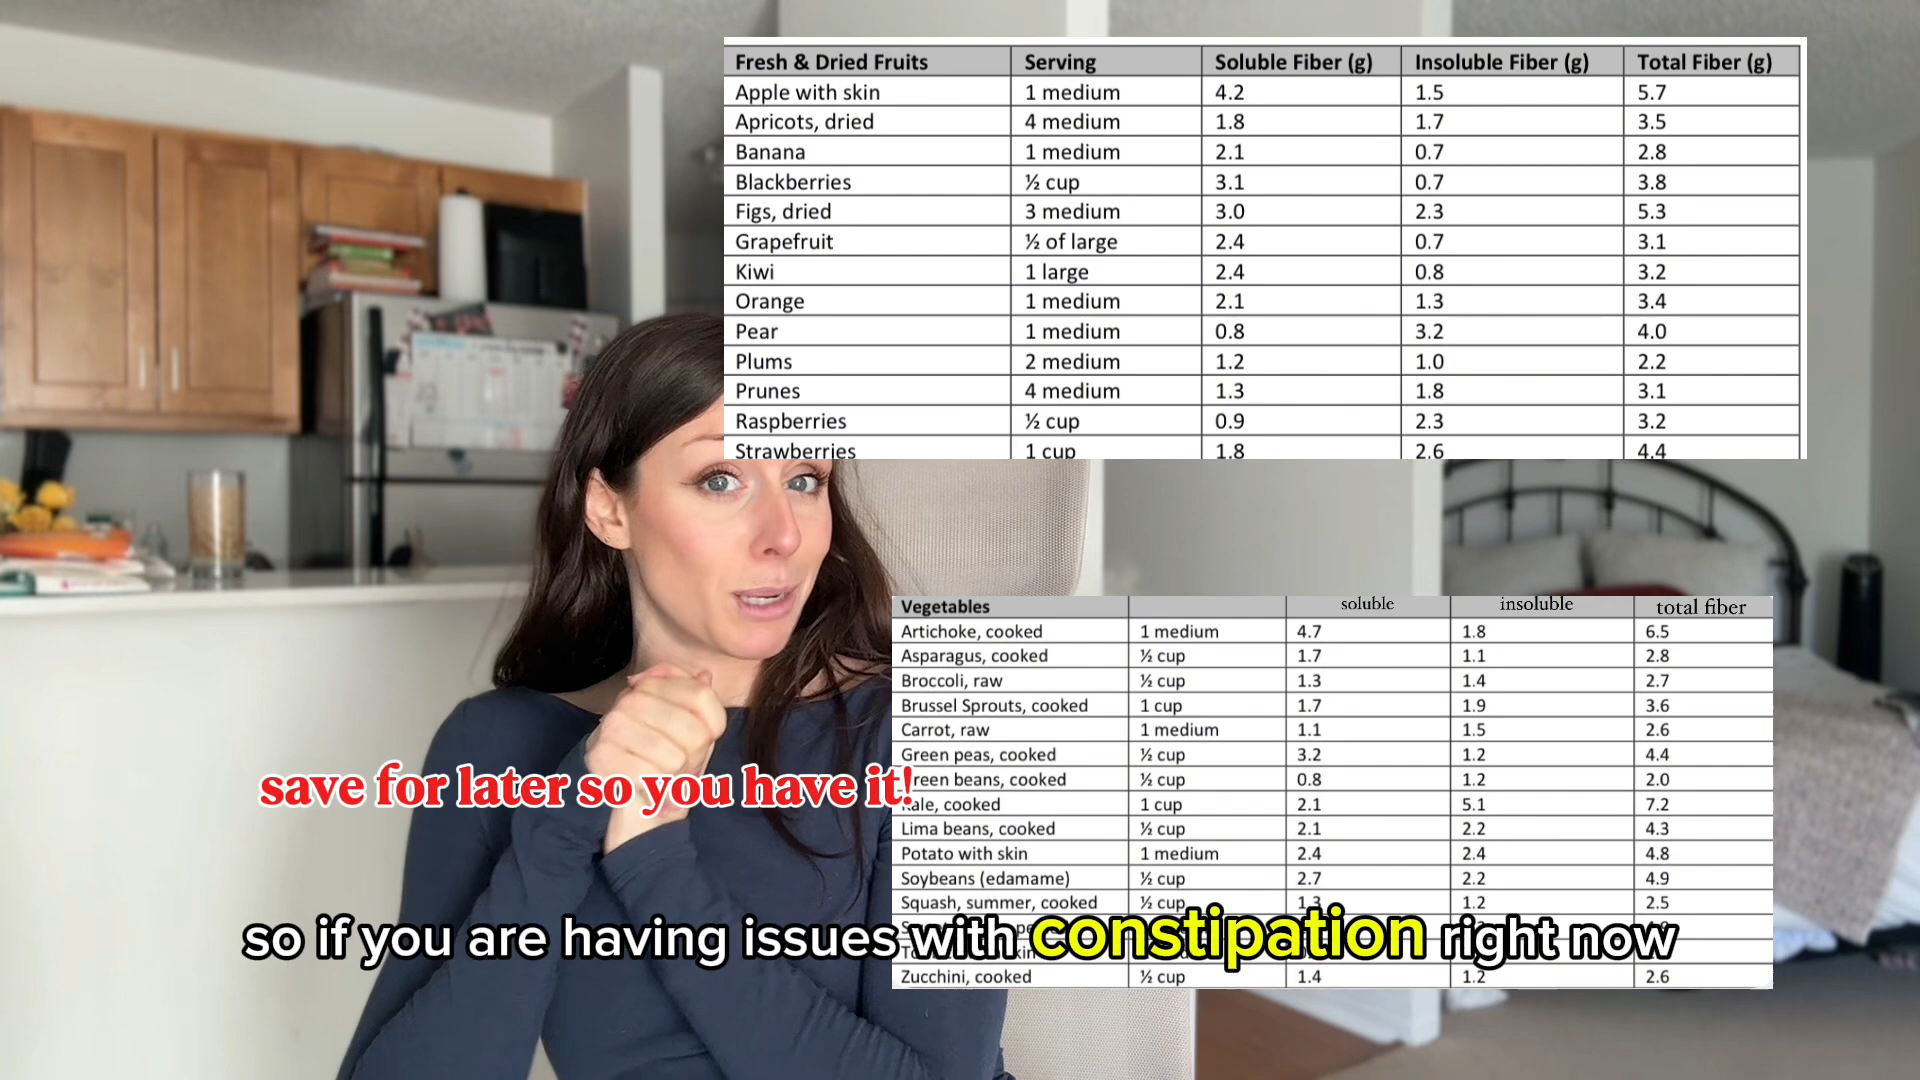 Fresh & Dried Fruits Serving Soluble Fiber (g) Insoluble Fiber (g) Total Fiber (g)
Apple with skin 1 medium 4.2 1.5 5.7
Apricots, dried 4 medium 1.8 1.7 3.5
Banana 1 medium 2.1 0.7 2.8
Blackberries ½ cup 3.1 0.7 3.8
Figs, dried 3 medium 3.0 2.3 5.3
Grapefruit ½ of large 2.4 0.7 3.1
Kiwi 1 large 2.4 0.8 3.2
Orange 1 medium 2.1 1.3 3.4
Pear 1 medium 0.8 3.2 4.0
Plums 2 medium 1.2 1.0 2.2
Prunes 4 medium 1.3 1.8 3.1
Raspberries ½ cup 0.9 2.3 3.2
Strawberries 1 cup 1.8 2.6 4.4
Vegetables soluble insoluble total fiber
Artichoke, cooked 1 medium 4.7 1.8 6.5
Asparagus, cooked ½ cup 1.7 1.1 2.8
Broccoli, raw ½ cup 1.3 1.4 2.7
Brussel Sprouts, cooked 1 cup 1.7 1.9 3.6
Carrot, raw 1 medium 1.1 1.5 2.6
Green peas, cooked ½ cup 3.2 1.2 4.4
Green beans, cooked ½ cup 0.8 1.2 2.0
save for later so you have it!
Kale, cooked 1 cup 2.1 5.1 7.2
Lima beans, cooked ½ cup 2.1 2.2 4.3
Potato with skin 1 medium 2.4 2.4 4.8
Soybeans (edamame) ½ cup 2.7 2.2 4.9
Squash, summer, cooked ½ cup 1.3 1.2 2.5
so if you are having issues with constipation right now
Zucchini, cooked ½ cup 1.4 1.2 2.6